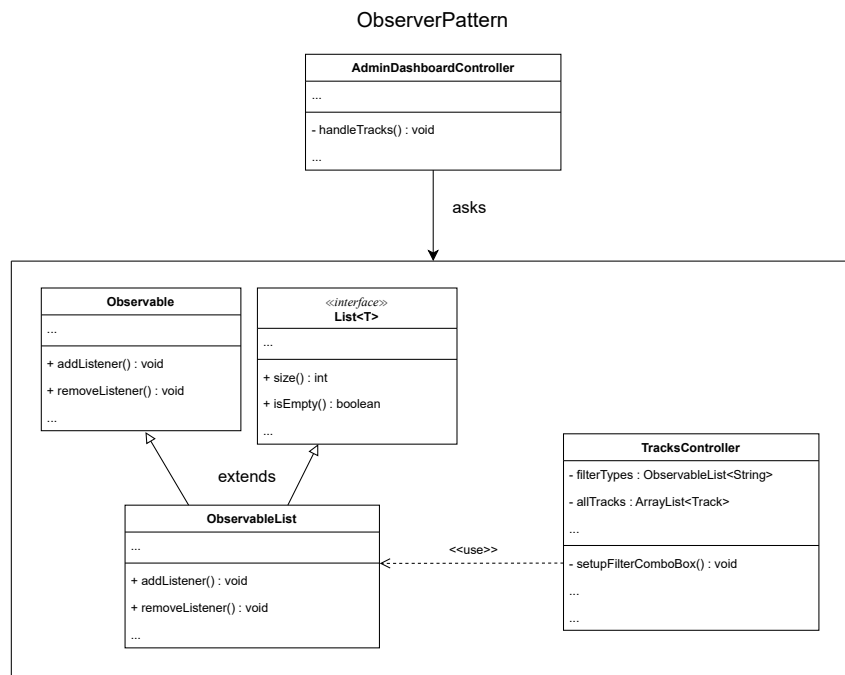 ObserverPattern
AdminDashboardController
...
- handleTracks() : void
...
asks
Observable
...
+ addListener() : void
+ removeListener() : void
...
«interface»
List<T>
...
+ size() : int
+ isEmpty() : boolean
...
extends
ObservableList
...
+ addListener() : void
+ removeListener() : void
...
<<use>>
TracksController
- filterTypes : ObservableList<String>
- allTracks : ArrayList<Track>
...
- setupFilterComboBox() : void
...
...